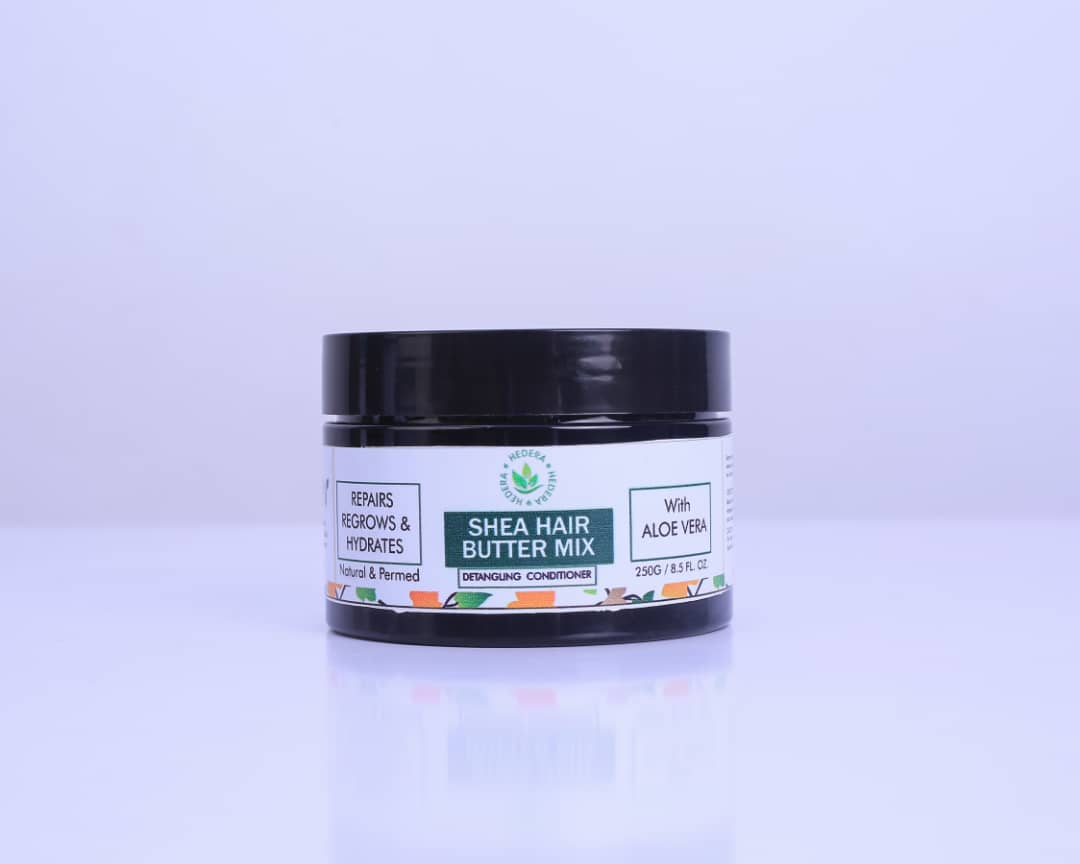 HEDERA * HEDERA * HEDERA *
REPAIRS
REGROWS &
HYDRATES
Natural & Permed
SHEA HAIR
BUTTER MIX
DETANGLING CONDITIONER
With
ALOE VERA
250G / 8.5 FL. OZ.